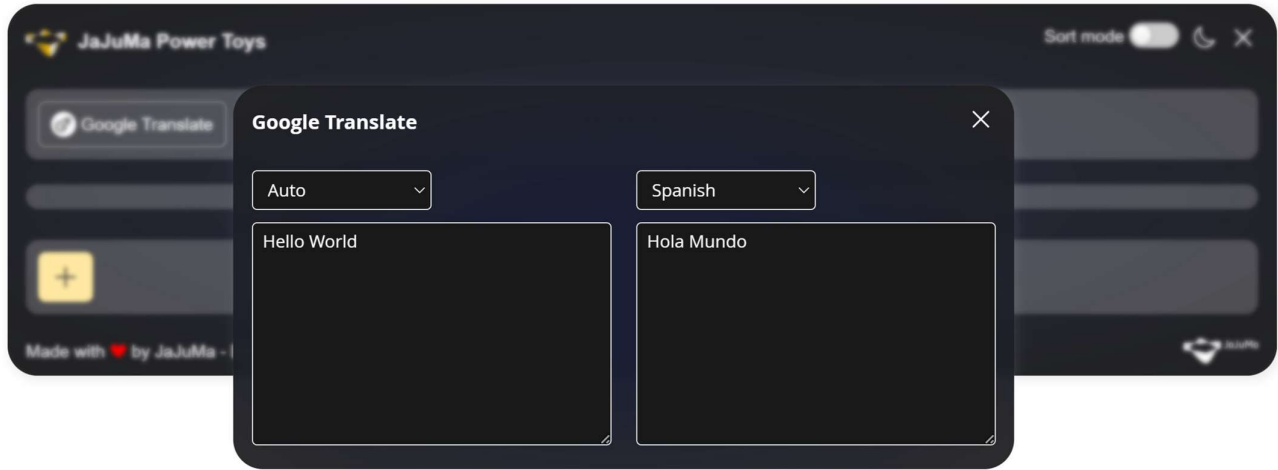 JaJuMa Power Toys
Sort mode
Google Translate
Google Translate
Auto
Spanish
Hello World
Hola Mundo
Made with ❤ by JaJuMa -
JaJuMa